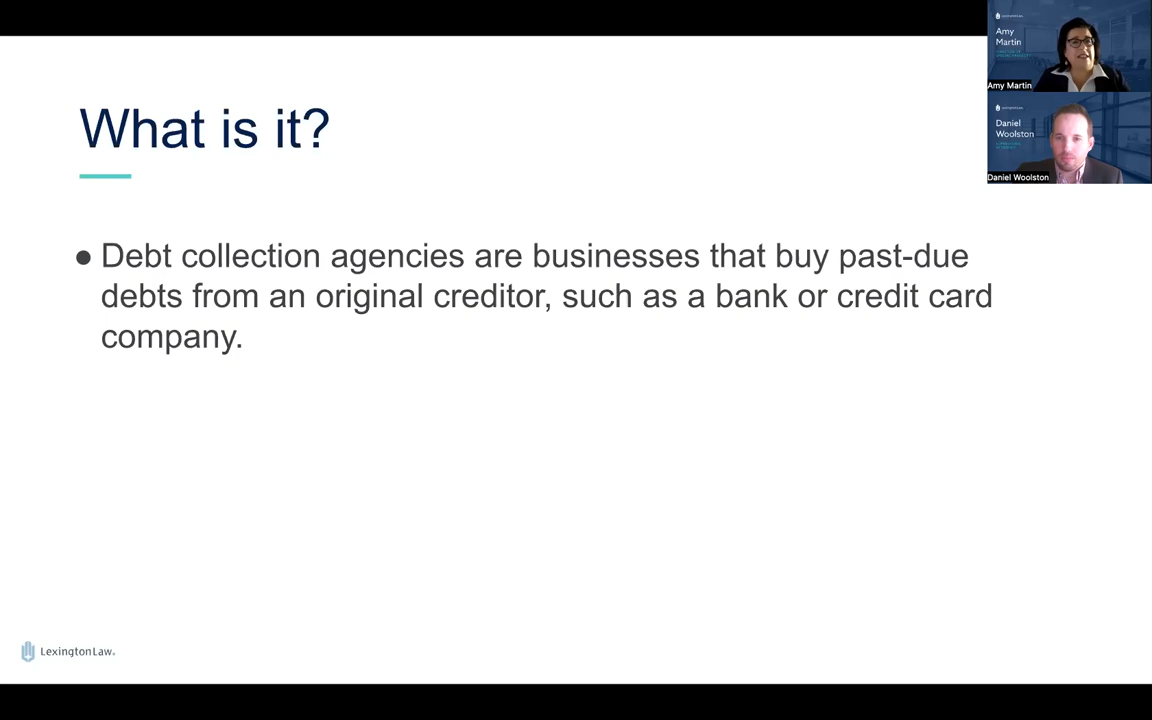 What is it?
● Debt collection agencies are businesses that buy past-due
debts from an original creditor, such as a bank or credit card
company.
LexingtonLaw.
Amy
Martin
Amy Martin
Daniel
Woolston
Daniel Woolston